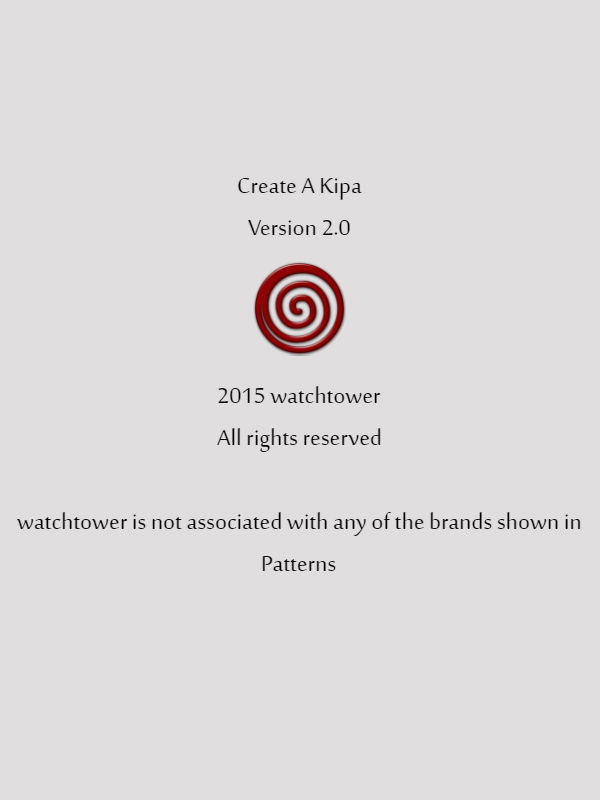 Create A Kipa
Version 2.0
2015 watchtower
All rights reserved
watchtower is not associated with any of the brands shown in
Patterns